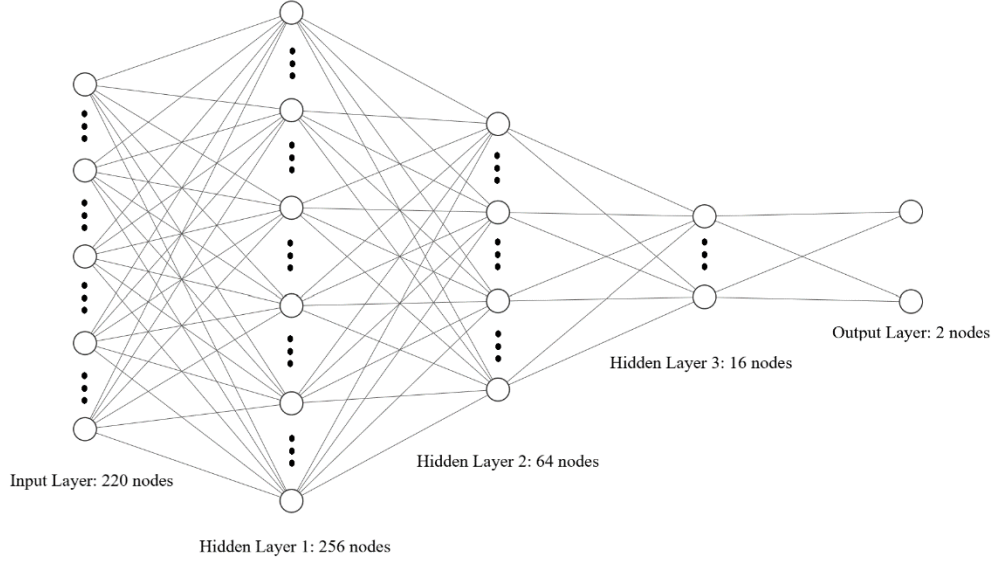 Input Layer: 220 nodes
Hidden Layer 1: 256 nodes
Hidden Layer 2: 64 nodes
Hidden Layer 3: 16 nodes
Output Layer: 2 nodes